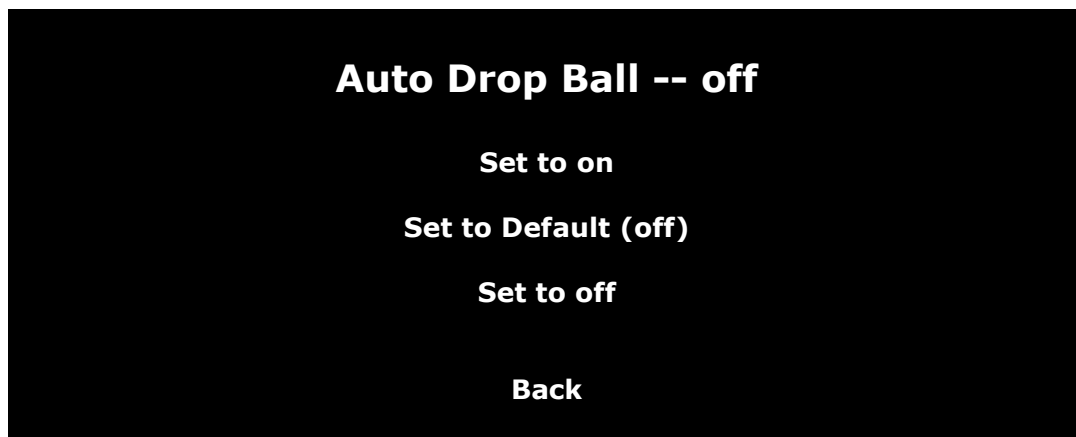 Auto Drop Ball -- off
Set to on
Set to Default (off)
Set to off
Back